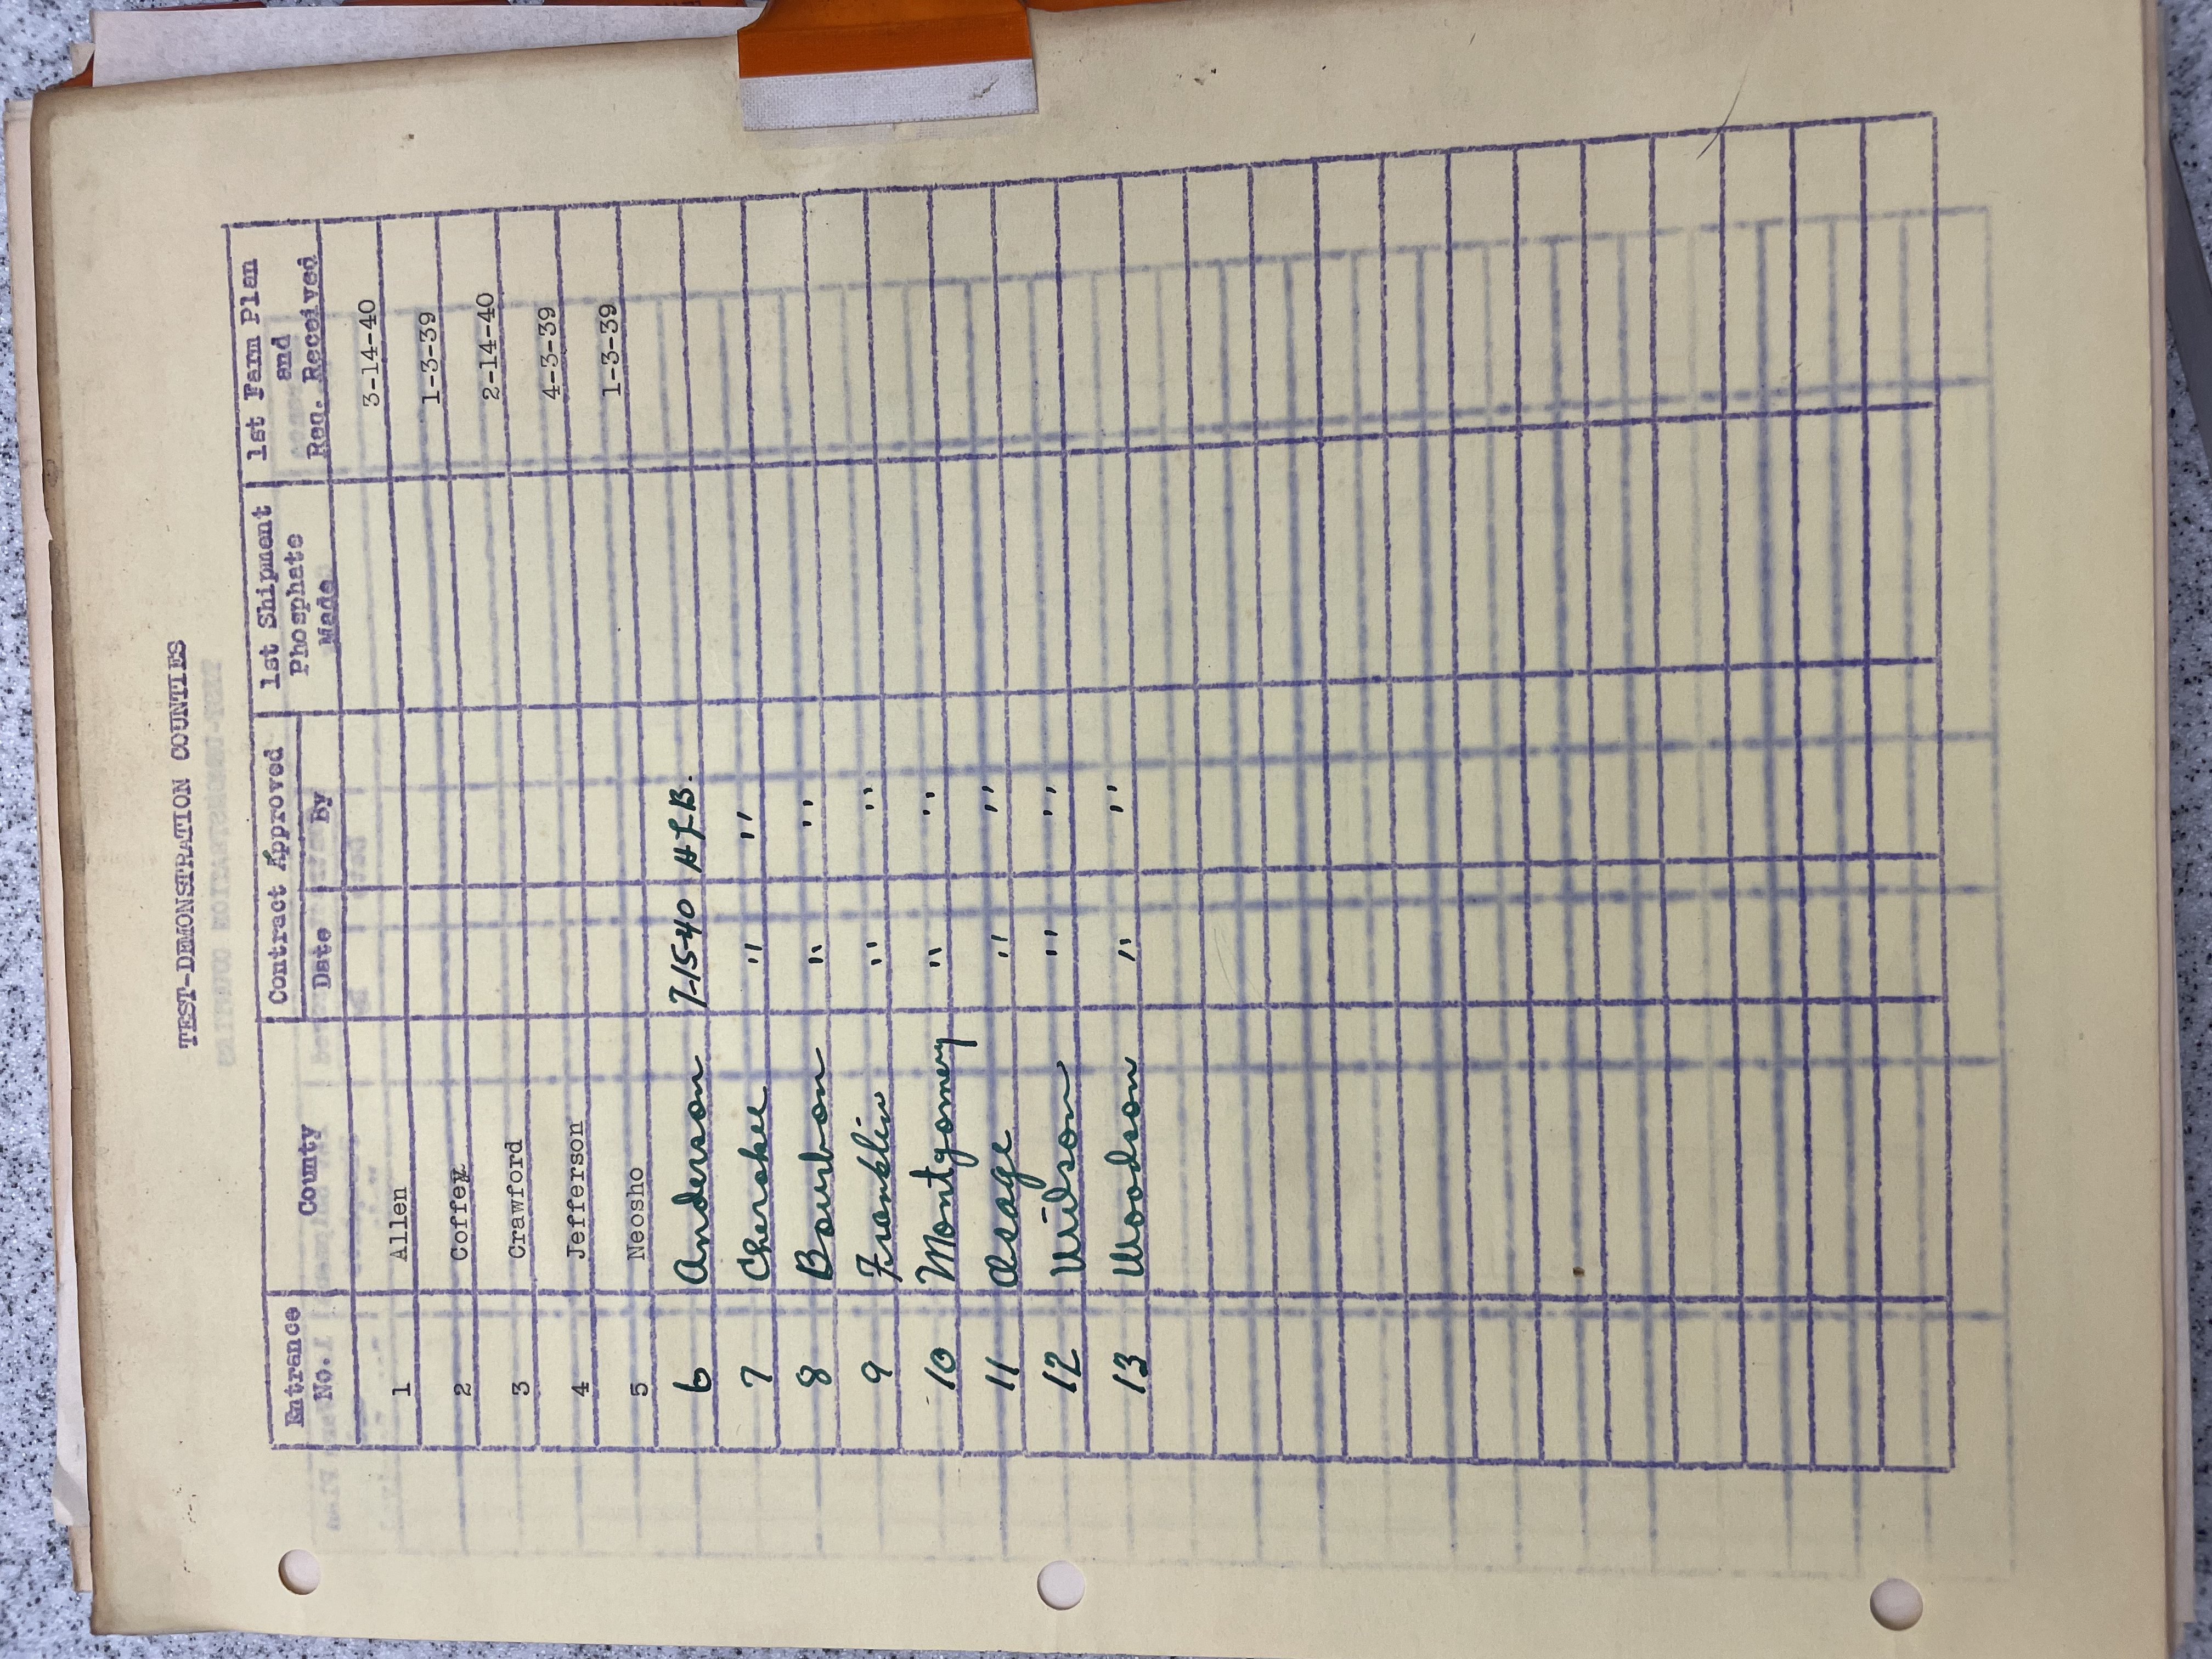 TEST-DEMONSTRATION COUNTIES
Entrance No. County Contract Approved Date By 1st Shipment Phosphate Made 1st Farm Plan and Req. Received
1 Allen 3-14-40
2 Coffey 1-3-39
3 Crawford 2-14-40
4 Jefferson 4-3-39
5 Neosho 1-3-39
6 Anderson 7-15-40 H L B.
7 Cherokee " "
8 Bourbon " "
9 Franklin " "
10 Montgomery " "
11 Osage " "
12 Wilson " "
13 Woodson " "